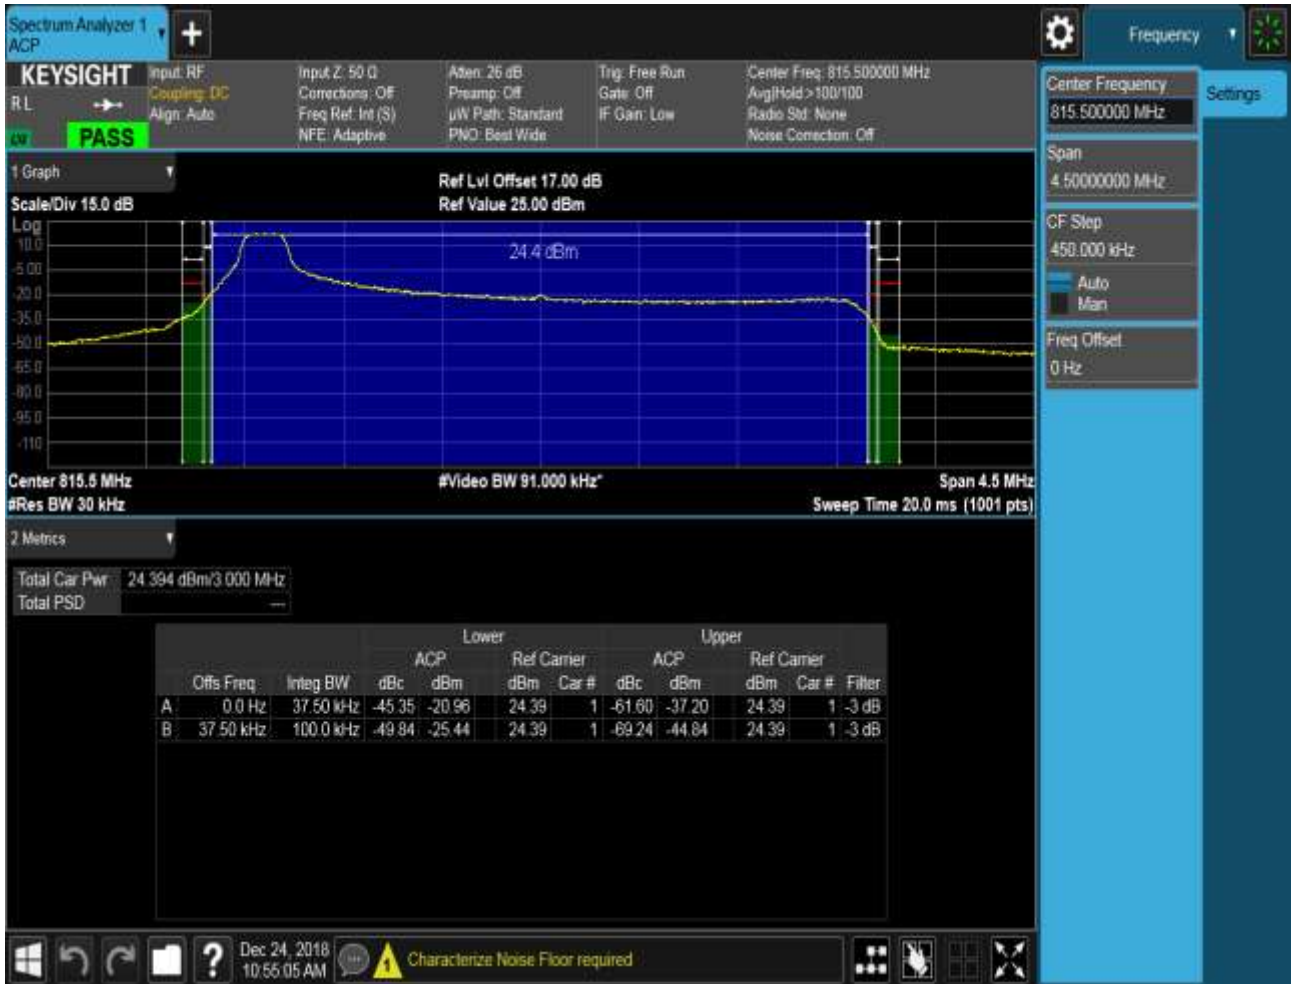 Spectrum Analyzer 1
ACP
Frequency
KEYSIGHT
RL
PASS
Input: RF
Coupling: DC
Align: Auto
Input Z: 50 Ω
Corrections: Off
Freq Ref: Int (S)
NFE: Adaptive
Atten: 26 dB
Preamp: Off
µW Path: Standard
PNO: Best Wide
Trig: Free Run
Gate: Off
IF Gain: Low
Center Freq: 815.500000 MHz
Avg|Hold:>100/100
Radio Std: None
Noise Correction: Off
Center Frequency
815.500000 MHz
Settings
Span
4.50000000 MHz
CF Step
450.000 kHz
Auto
Man
Freq Offset
0 Hz
1 Graph
Scale/Div 15.0 dB
Ref Lvl Offset 17.00 dB
Ref Value 25.00 dBm
Log
10.0
-5.00
-20.0
-35.0
-50.0
-65.0
-80.0
-95.0
-110
24.4 dBm
Center 815.5 MHz
#Res BW 30 kHz
#Video BW 91.000 kHz*
Span 4.5 MHz
Sweep Time 20.0 ms (1001 pts)
2 Metrics
Total Car Pwr 24.394 dBm/3.000 MHz
Total PSD ---
Lower Upper
ACP Ref Carrier ACP Ref Carrier
Offs Freq Integ BW dBc dBm dBm Car # dBc dBm dBm Car # Filter
A 0.0 Hz 37.50 kHz -45.35 -20.96 24.39 1 -61.60 -37.20 24.39 1 -3 dB
B 37.50 kHz 100.0 kHz -49.84 -25.44 24.39 1 -69.24 -44.84 24.39 1 -3 dB
?
Dec 24, 2018
10:55:05 AM
1
Characterize Noise Floor required